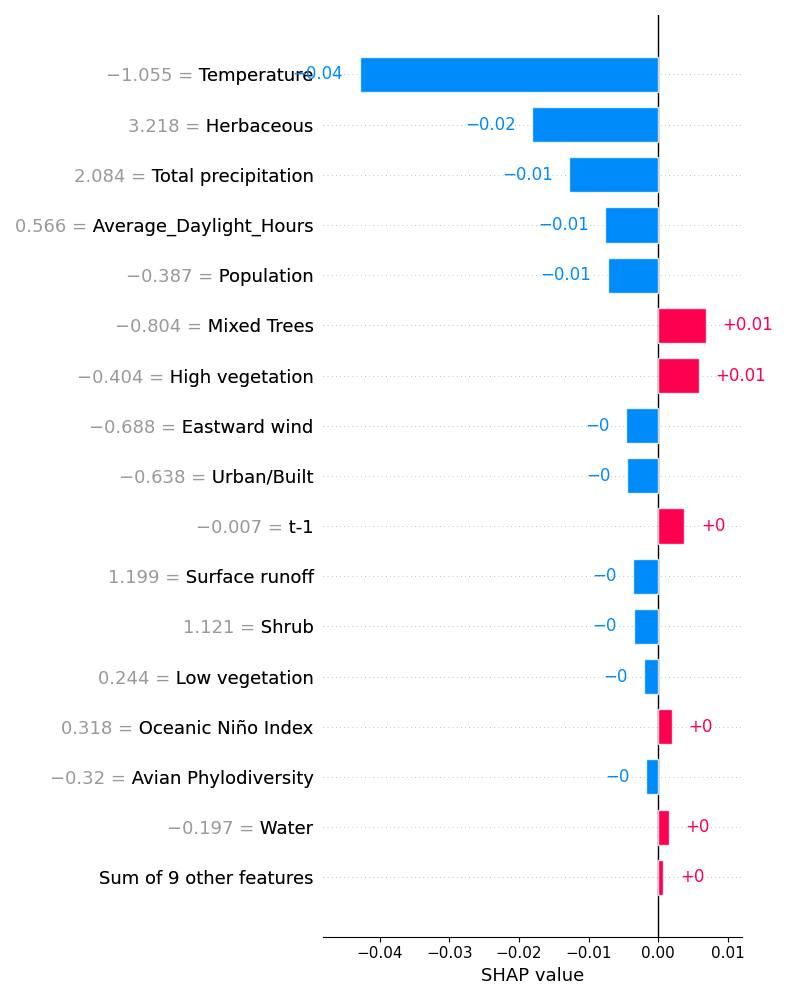 −1.055 = Temperature −0.04
3.218 = Herbaceous −0.02
2.084 = Total precipitation −0.01
0.566 = Average_Daylight_Hours −0.01
−0.387 = Population −0.01
−0.804 = Mixed Trees +0.01
−0.404 = High vegetation +0.01
−0.688 = Eastward wind −0
−0.638 = Urban/Built −0
−0.007 = t-1 +0
1.199 = Surface runoff −0
1.121 = Shrub −0
0.244 = Low vegetation −0
0.318 = Oceanic Niño Index +0
−0.32 = Avian Phylodiversity −0
−0.197 = Water +0
Sum of 9 other features +0
−0.04 −0.03 −0.02 −0.01 0.00 0.01
SHAP value